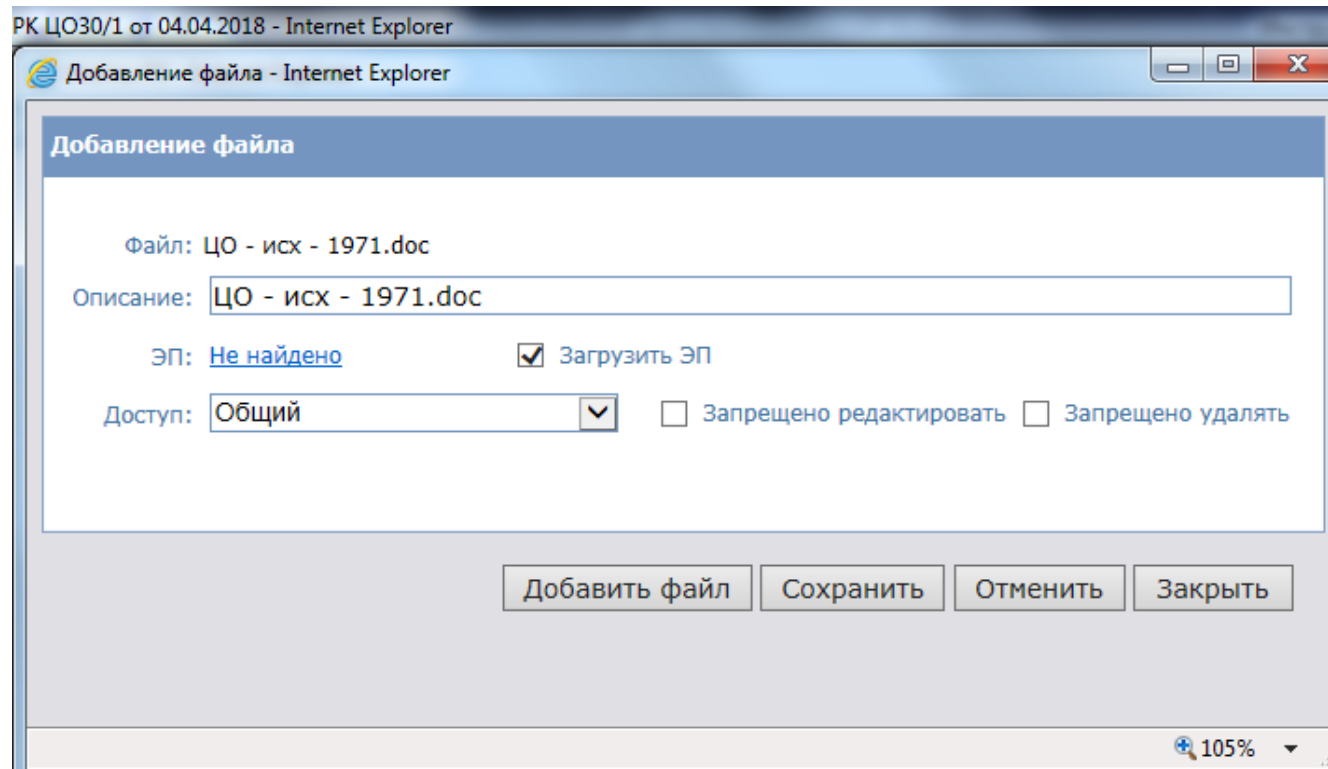 РК ЦО30/1 от 04.04.2018 - Internet Explorer
Добавление файла - Internet Explorer
Добавление файла
Файл: ЦО - исх - 1971.doc
Описание: ЦО - исх - 1971.doc
ЭП: Не найдено Загрузить ЭП
Доступ: Общий Запрещено редактировать Запрещено удалять
Добавить файл Сохранить Отменить Закрыть
105%